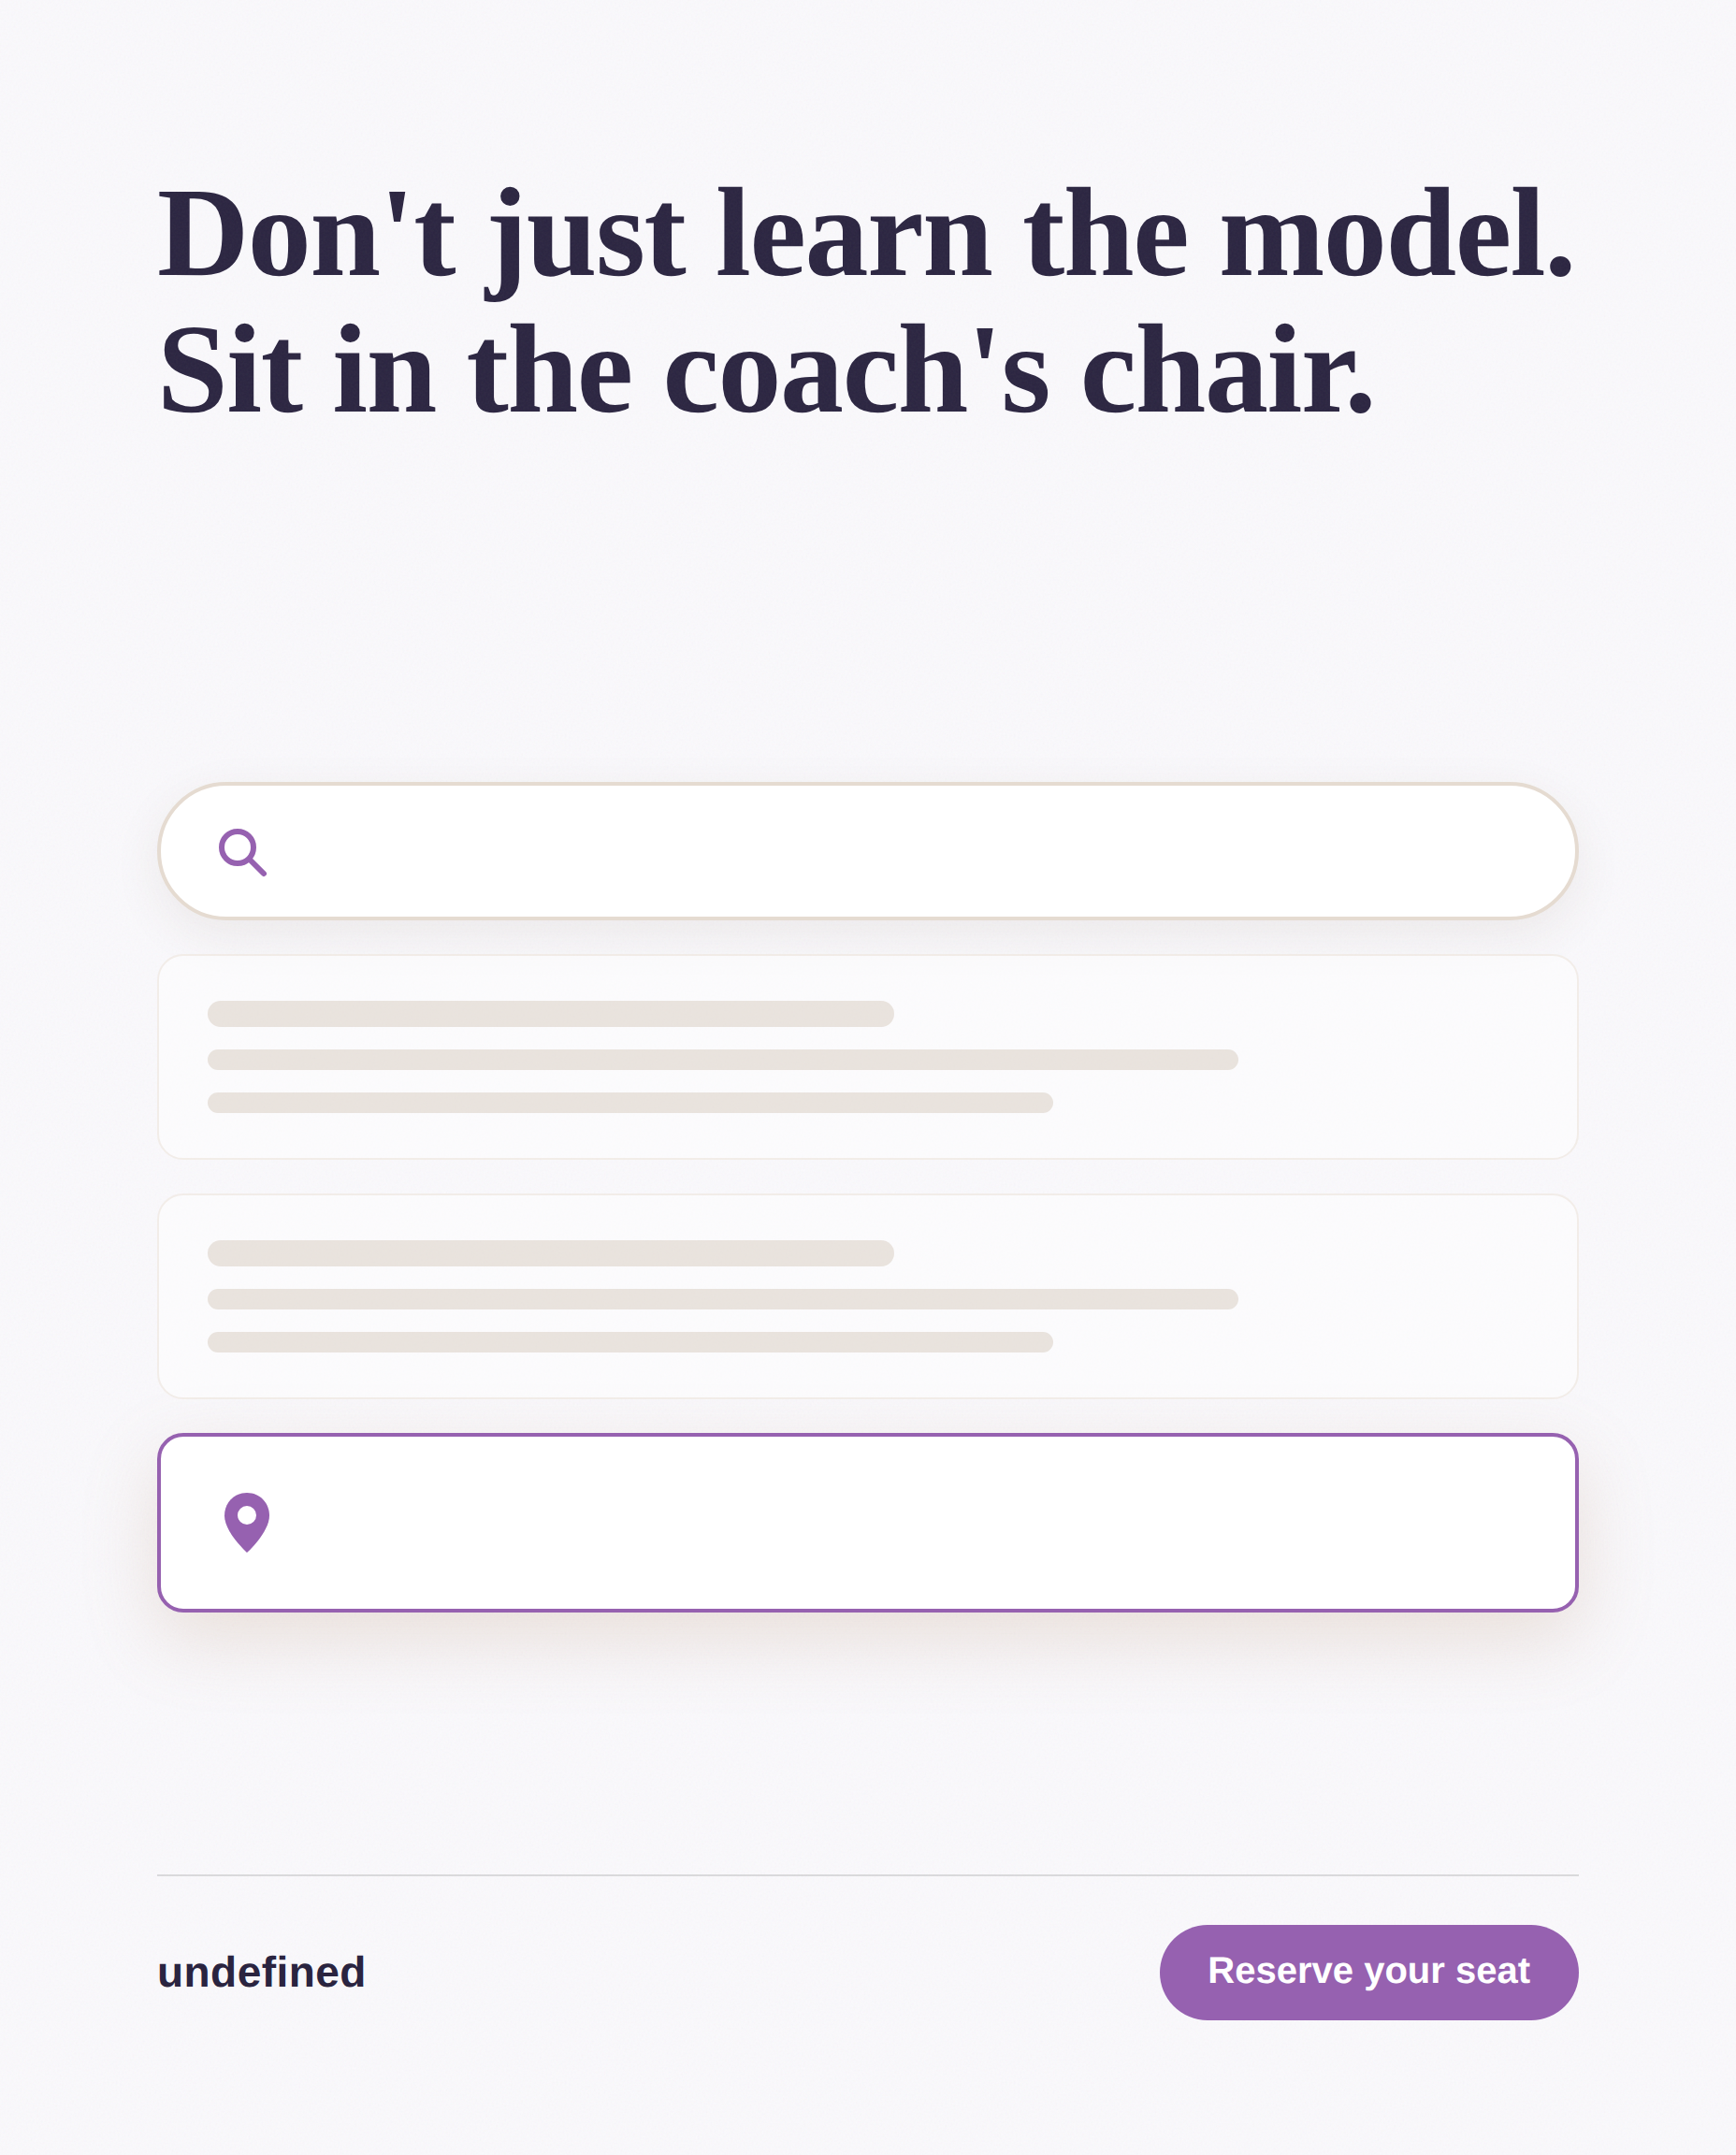 Don't just learn the model.
Sit in the coach's chair.
undefined
Reserve your seat